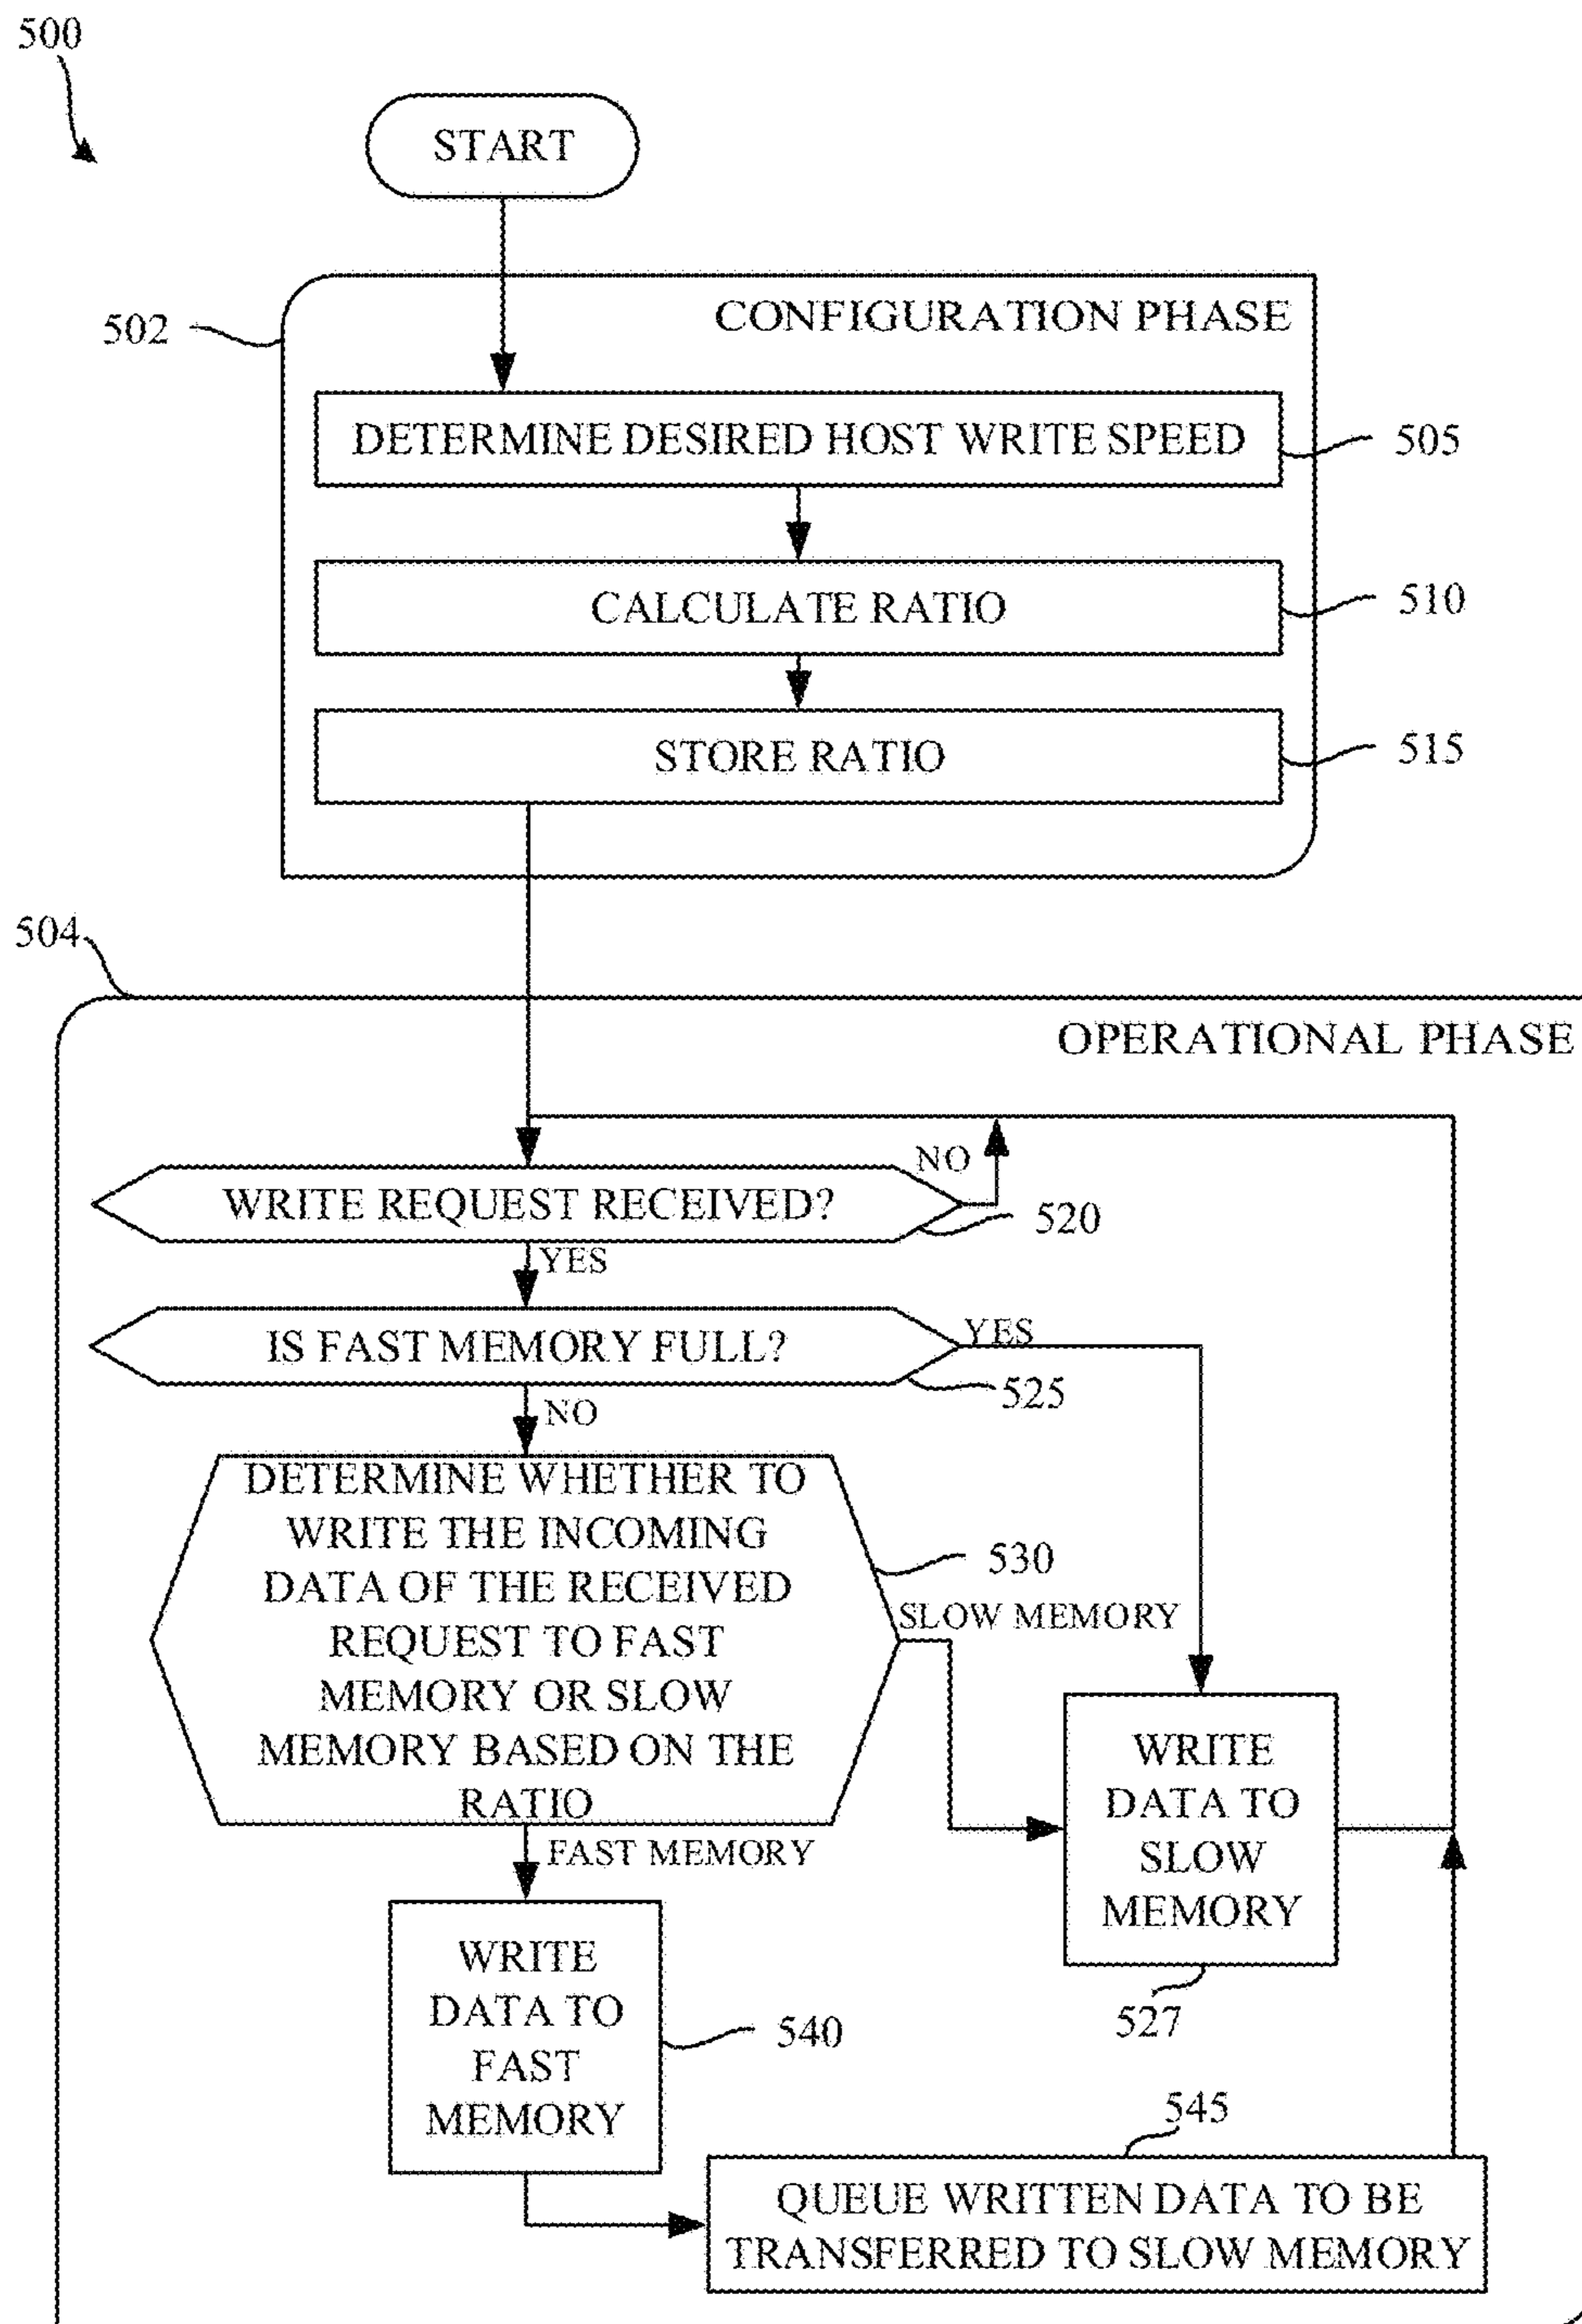 500
START
502
CONFIGURATION PHASE
DETERMINE DESIRED HOST WRITE SPEED
505
CALCULATE RATIO
510
STORE RATIO
515
504
OPERATIONAL PHASE
NO
WRITE REQUEST RECEIVED?
520
YES
IS FAST MEMORY FULL?
YES
525
NO
DETERMINE WHETHER TO
WRITE THE INCOMING
DATA OF THE RECEIVED
REQUEST TO FAST
MEMORY OR SLOW
MEMORY BASED ON THE
RATIO
530
SLOW MEMORY
FAST MEMORY
WRITE
DATA TO
SLOW
MEMORY
527
WRITE
DATA TO
FAST
MEMORY
540
545
QUEUE WRITTEN DATA TO BE
TRANSFERRED TO SLOW MEMORY